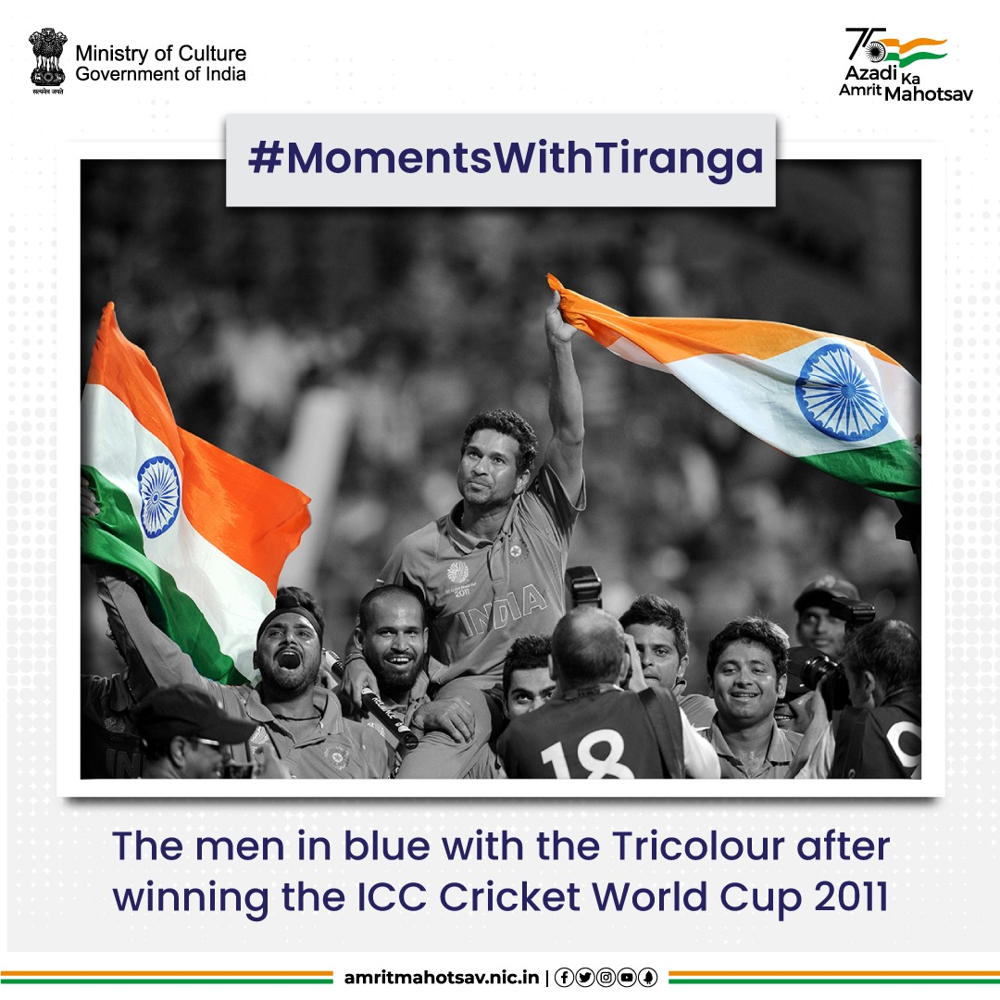 Ministry of Culture
Government of India
सत्यमेव जयते
75
Azadi Ka
Amrit Mahotsav
#MomentsWithTiranga
2011
INDIA
18
The men in blue with the Tricolour after
winning the ICC Cricket World Cup 2011
amritmahotsav.nic.in |